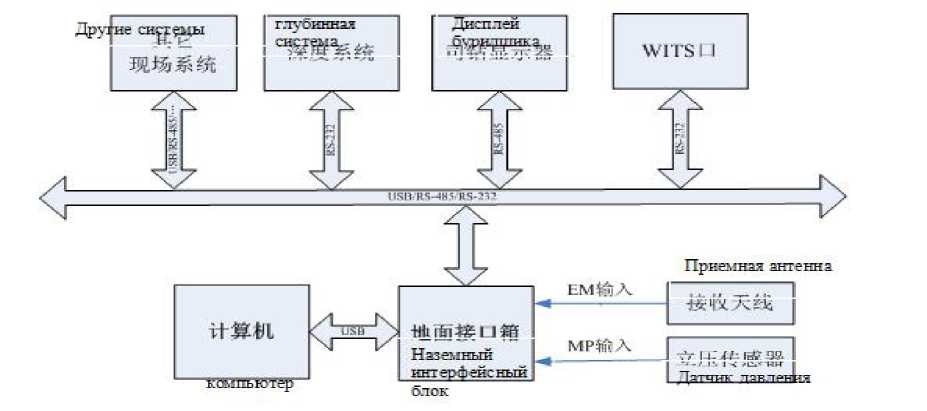 Другие системы
其它
现场系统
глубинная
система
深度系统
Дисплей
бурильщика
司钻显示器
WITS口
USB/RS-485/...
RS-232
RS-485
RS-232
USB/RS-485/RS-232
Приемная антенна
EM输入
接收天线
计算机
компьютер
USB
地面接口箱
Наземный
интерфейсный
блок
MP输入
立压传感器
Датчик давления